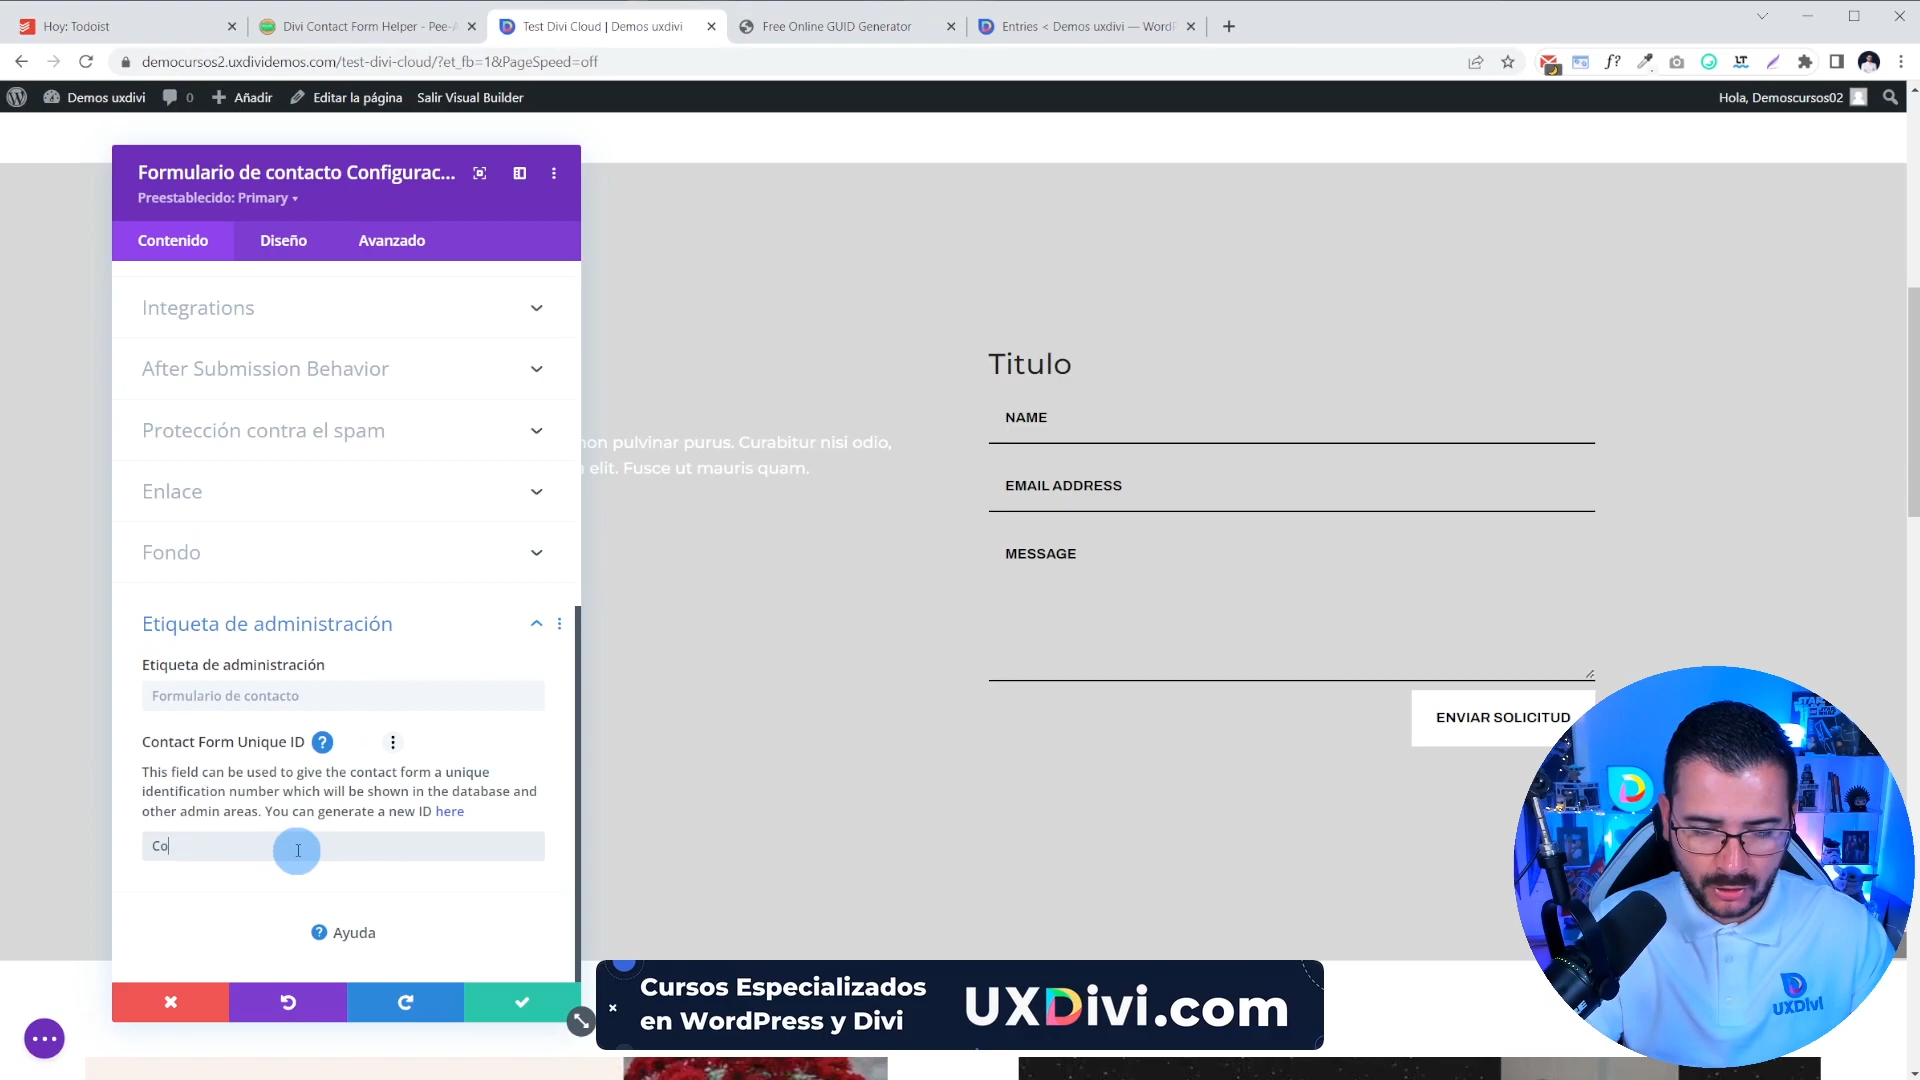 Hoy: Todoist
Divi Contact Form Helper - Pee-A
Test Divi Cloud | Demos uxdivi
Free Online GUID Generator
Entries < Demos uxdivi — WordP
democursos2.uxdividemos.com/test-divi-cloud/?et_fb=1&PageSpeed=off
Demos uxdivi
0
Añadir
Editar la página
Salir Visual Builder
Hola, Demoscursos02
Formulario de contacto Configurac...
Preestablecido: Primary
Contenido
Diseño
Avanzado
Integrations
After Submission Behavior
Protección contra el spam
Enlace
Fondo
Etiqueta de administración
Etiqueta de administración
Formulario de contacto
Contact Form Unique ID
This field can be used to give the contact form a unique
identification number which will be shown in the database and
other admin areas. You can generate a new ID here
Co
Ayuda
non pulvinar purus. Curabitur nisi odio,
elit. Fusce ut mauris quam.
Titulo
NAME
EMAIL ADDRESS
MESSAGE
ENVIAR SOLICITUD
Cursos Especializados
en WordPress y Divi
UXDivi.com
UXDivi